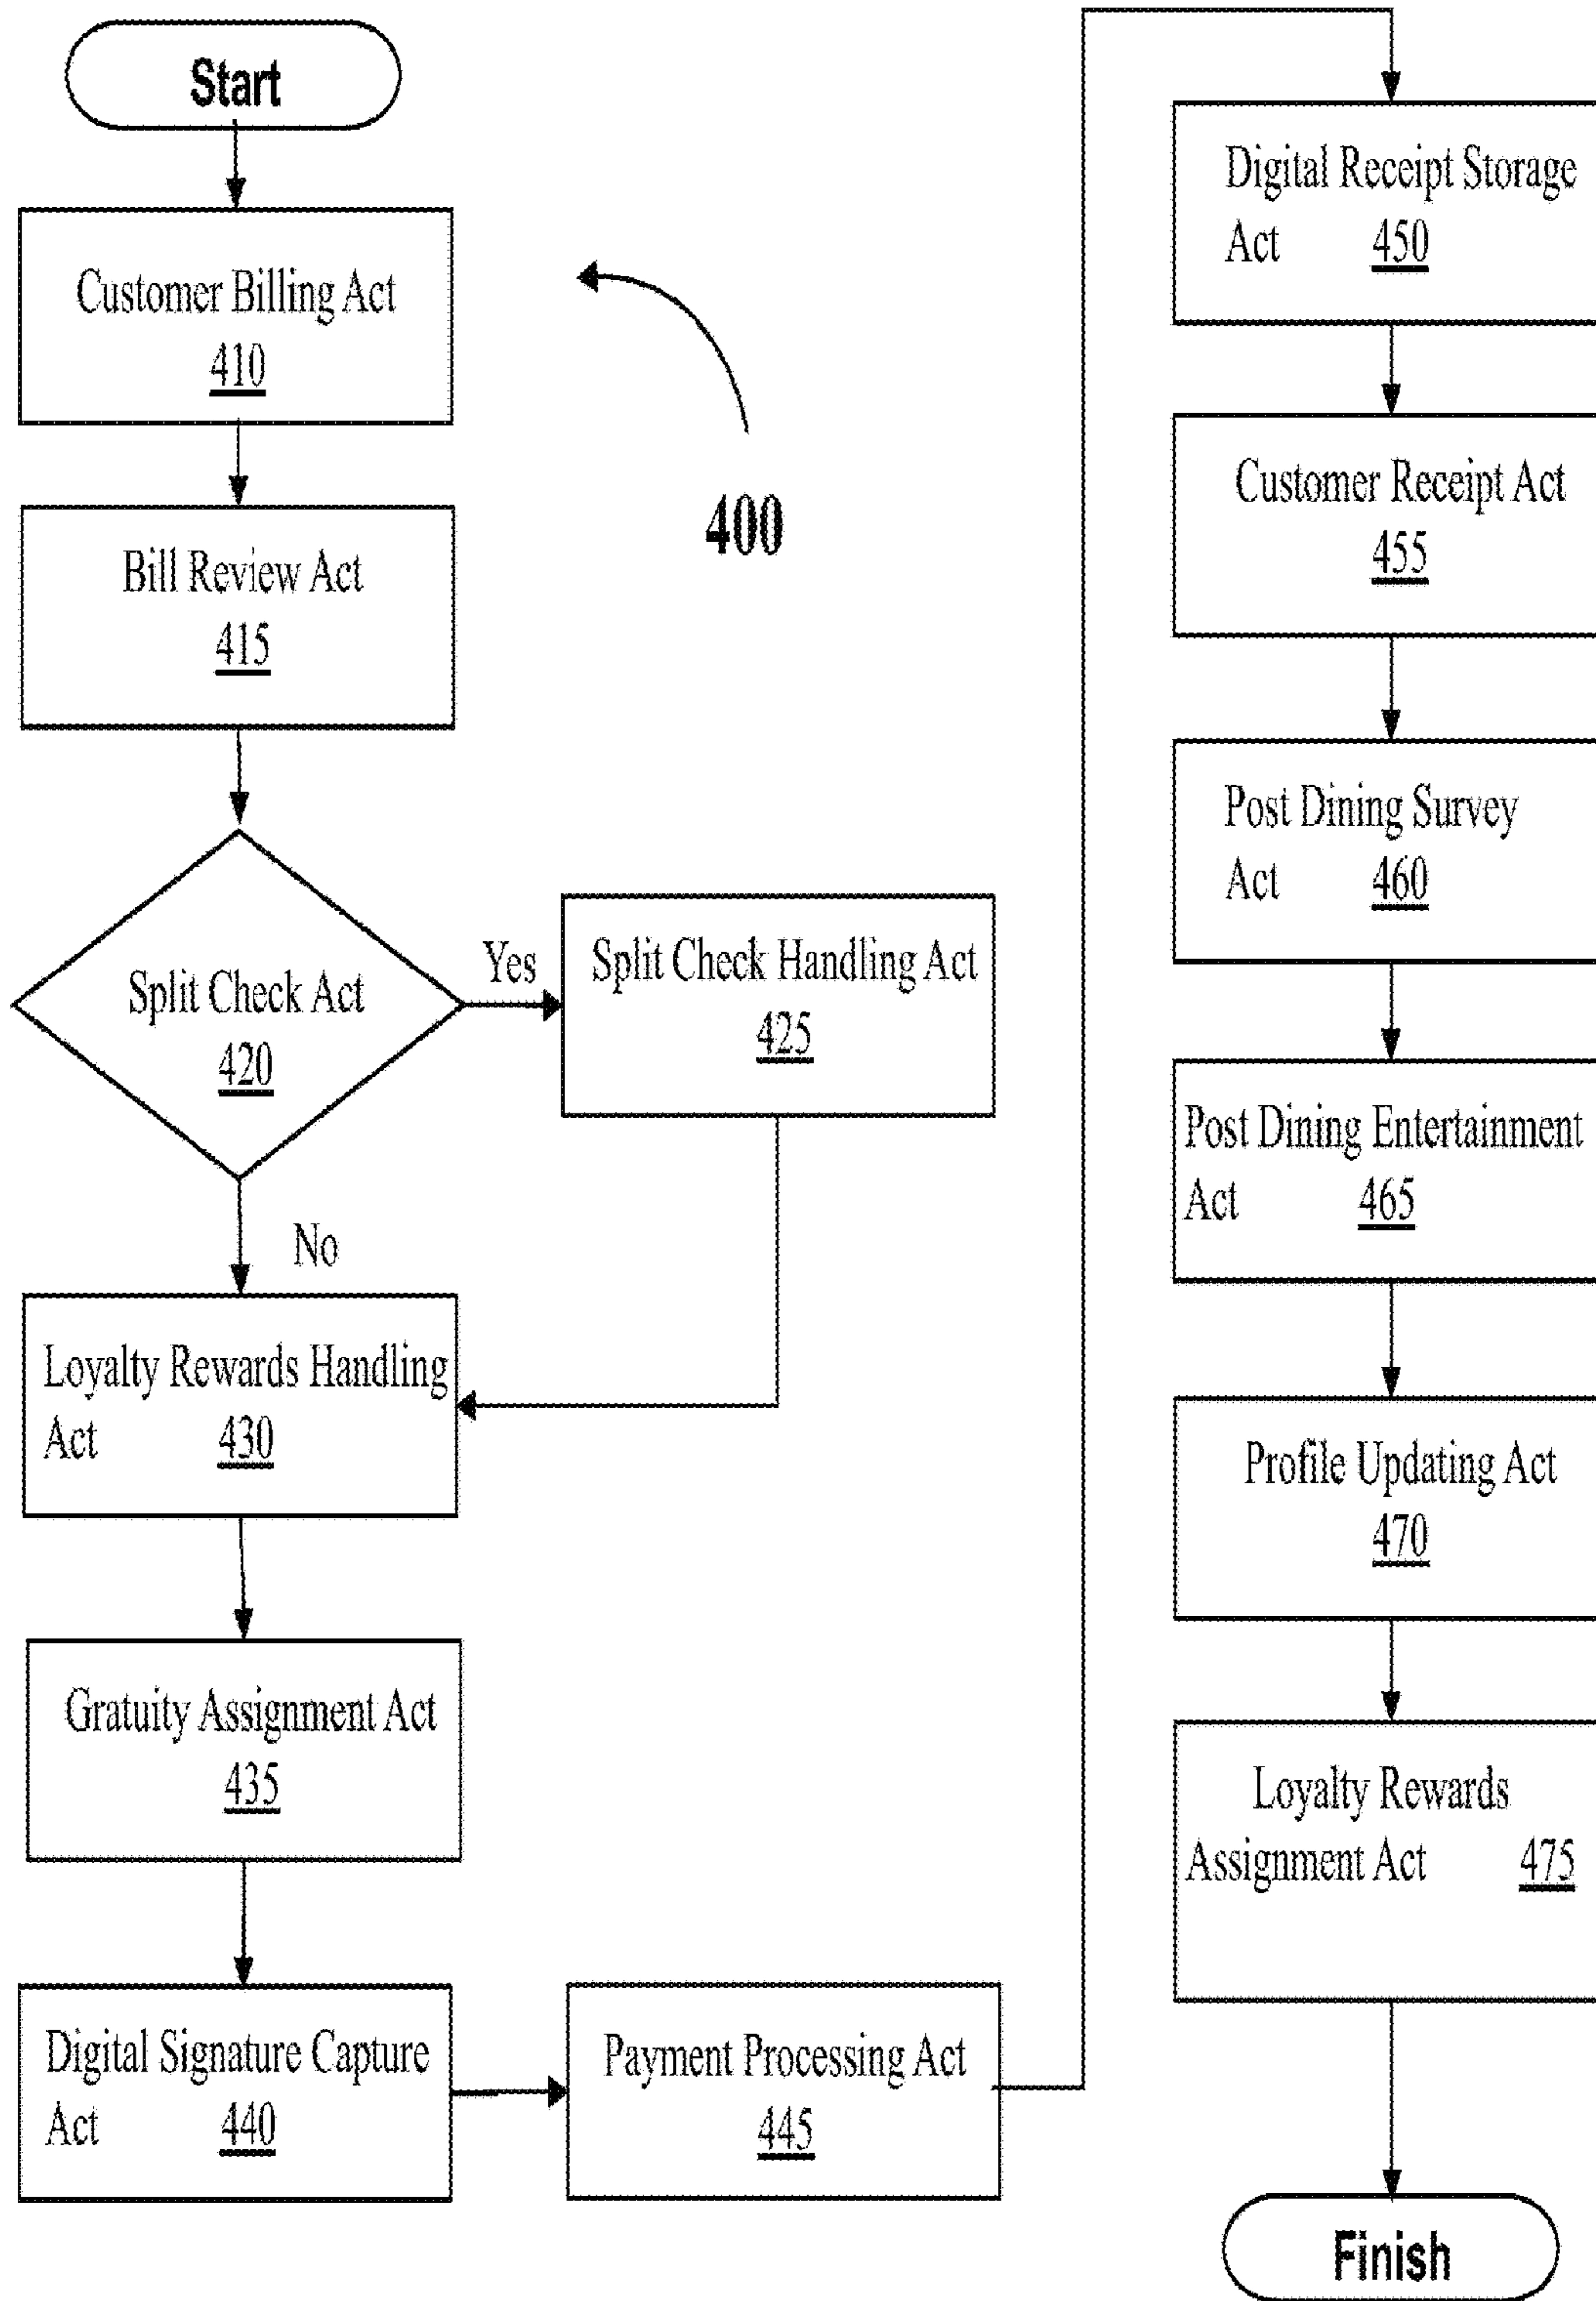 Start
Customer Billing Act
410
400
Bill Review Act
415
Split Check Act
420
Yes
Split Check Handling Act
425
No
Loyalty Rewards Handling
Act 430
Gratuity Assignment Act
435
Digital Signature Capture
Act 440
Payment Processing Act
445
Digital Receipt Storage
Act 450
Customer Receipt Act
455
Post Dining Survey
Act 460
Post Dining Entertainment
Act 465
Profile Updating Act
470
Loyalty Rewards
Assignment Act 475
Finish